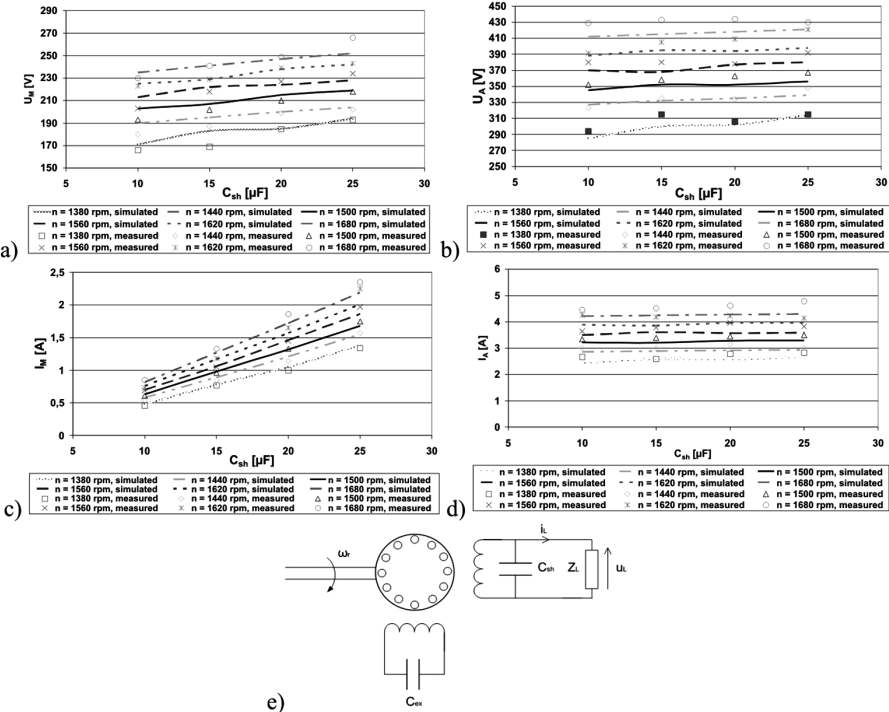 a)
U_M [V]
290
270
250
230
210
190
170
150
5 10 15 20 25 30
C_sh [µF]
n = 1380 rpm, simulated n = 1440 rpm, simulated n = 1500 rpm, simulated
n = 1560 rpm, simulated n = 1620 rpm, simulated n = 1680 rpm, simulated
n = 1380 rpm, measured n = 1440 rpm, measured n = 1500 rpm, measured
n = 1560 rpm, measured n = 1620 rpm, measured n = 1680 rpm, measured
b)
U_A [V]
450
430
410
390
370
350
330
310
290
270
250
5 10 15 20 25 30
C_sh [µF]
n = 1380 rpm, simulated n = 1440 rpm, simulated n = 1500 rpm, simulated
n = 1560 rpm, simulated n = 1620 rpm, simulated n = 1680 rpm, simulated
n = 1380 rpm, measured n = 1440 rpm, measured n = 1500 rpm, measured
n = 1560 rpm, measured n = 1620 rpm, measured n = 1680 rpm, measured
c)
I_M [A]
2,5
2
1,5
1
0,5
0
5 10 15 20 25 30
C_sh [µF]
n = 1380 rpm, simulated n = 1440 rpm, simulated n = 1500 rpm, simulated
n = 1560 rpm, simulated n = 1620 rpm, simulated n = 1680 rpm, simulated
n = 1380 rpm, measured n = 1440 rpm, measured n = 1500 rpm, measured
n = 1560 rpm, measured n = 1620 rpm, measured n = 1680 rpm, measured
d)
I_A [A]
6
5
4
3
2
1
0
5 10 15 20 25 30
C_sh [µF]
n = 1380 rpm, simulated n = 1440 rpm, simulated n = 1500 rpm, simulated
n = 1560 rpm, simulated n = 1620 rpm, simulated n = 1680 rpm, simulated
n = 1380 rpm, measured n = 1440 rpm, measured n = 1500 rpm, measured
n = 1560 rpm, measured n = 1620 rpm, measured n = 1680 rpm, measured
e)
ω_r
i_L
C_sh Z_L u_L
C_ex